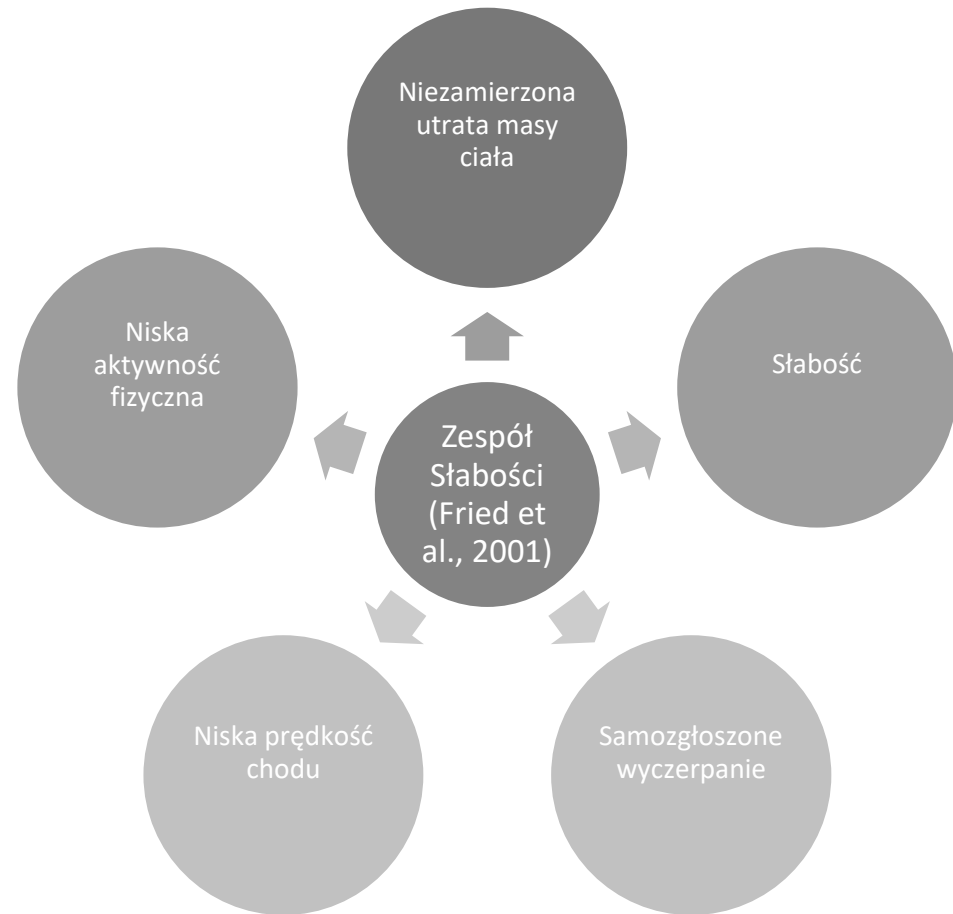 Niezamierzona
utrata masy
ciała
Niska
aktywność
fizyczna
Słabość
Zespół
Słabości
(Fried et
al., 2001)
Niska prędkość
chodu
Samozgłoszone
wyczerpanie